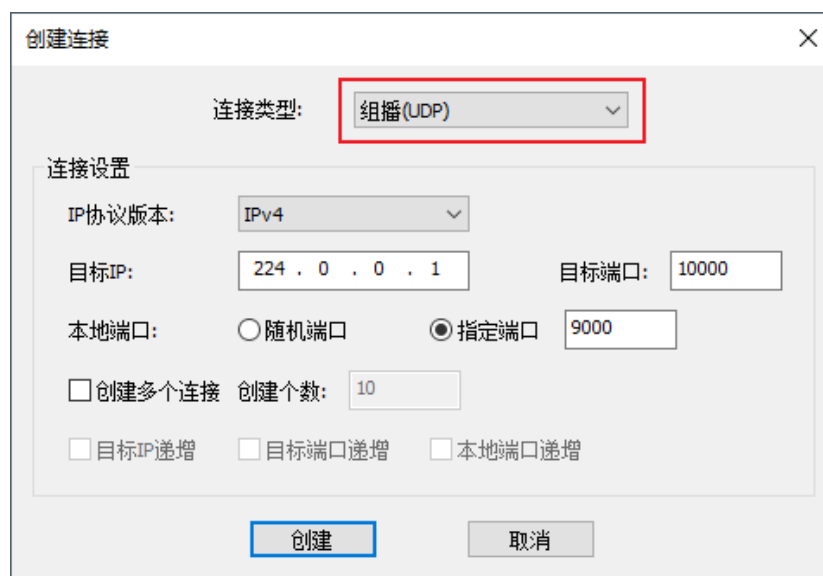 创建连接
连接类型: 组播(UDP)
连接设置
IP协议版本: IPv4
目标IP: 224 . 0 . 0 . 1 目标端口: 10000
本地端口: 随机端口 指定端口 9000
创建多个连接 创建个数: 10
目标IP递增 目标端口递增 本地端口递增
创建 取消